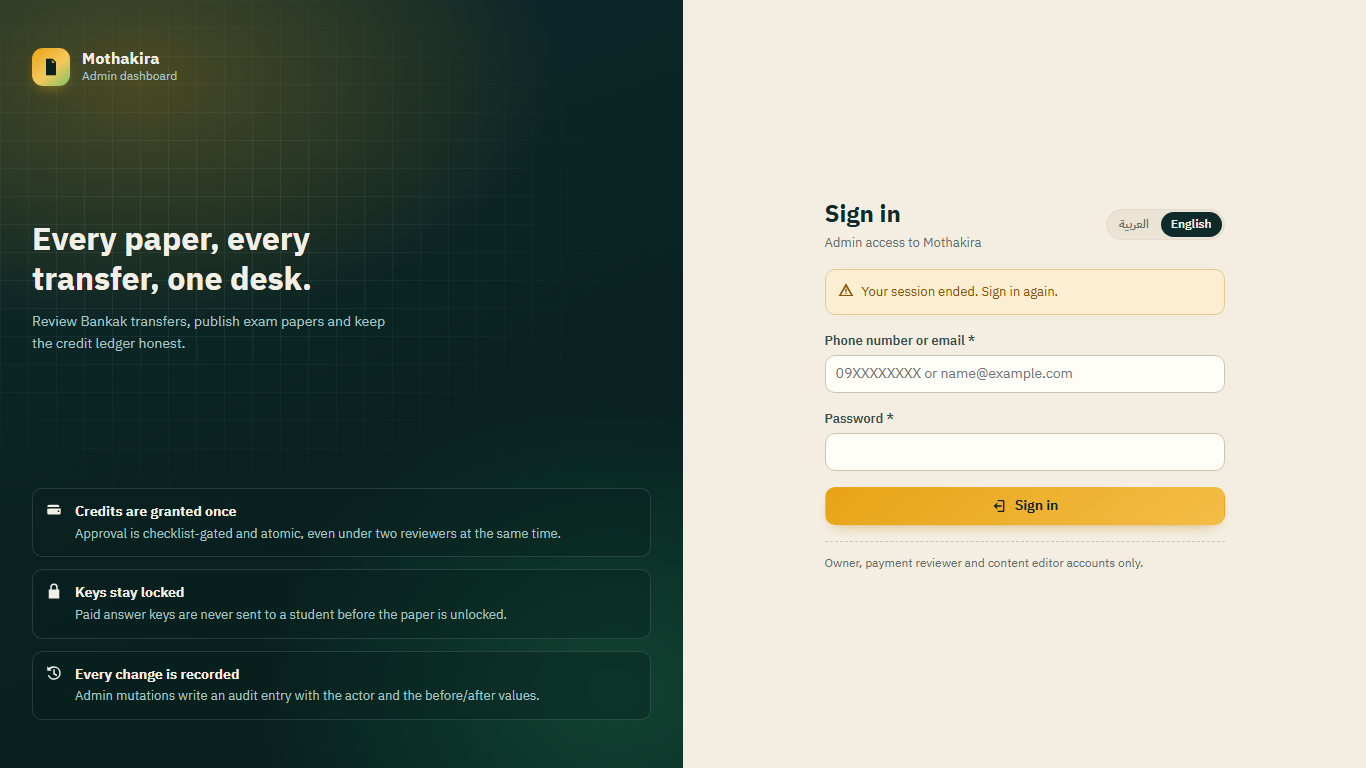 Mothakira
Admin dashboard
Every paper, every
transfer, one desk.
Review Bankak transfers, publish exam papers and keep
the credit ledger honest.
Credits are granted once
Approval is checklist-gated and atomic, even under two reviewers at the same time.
Keys stay locked
Paid answer keys are never sent to a student before the paper is unlocked.
Every change is recorded
Admin mutations write an audit entry with the actor and the before/after values.
Sign in
Admin access to Mothakira
العربية
English
Your session ended. Sign in again.
Phone number or email *
09XXXXXXXX or name@example.com
Password *
Sign in
Owner, payment reviewer and content editor accounts only.